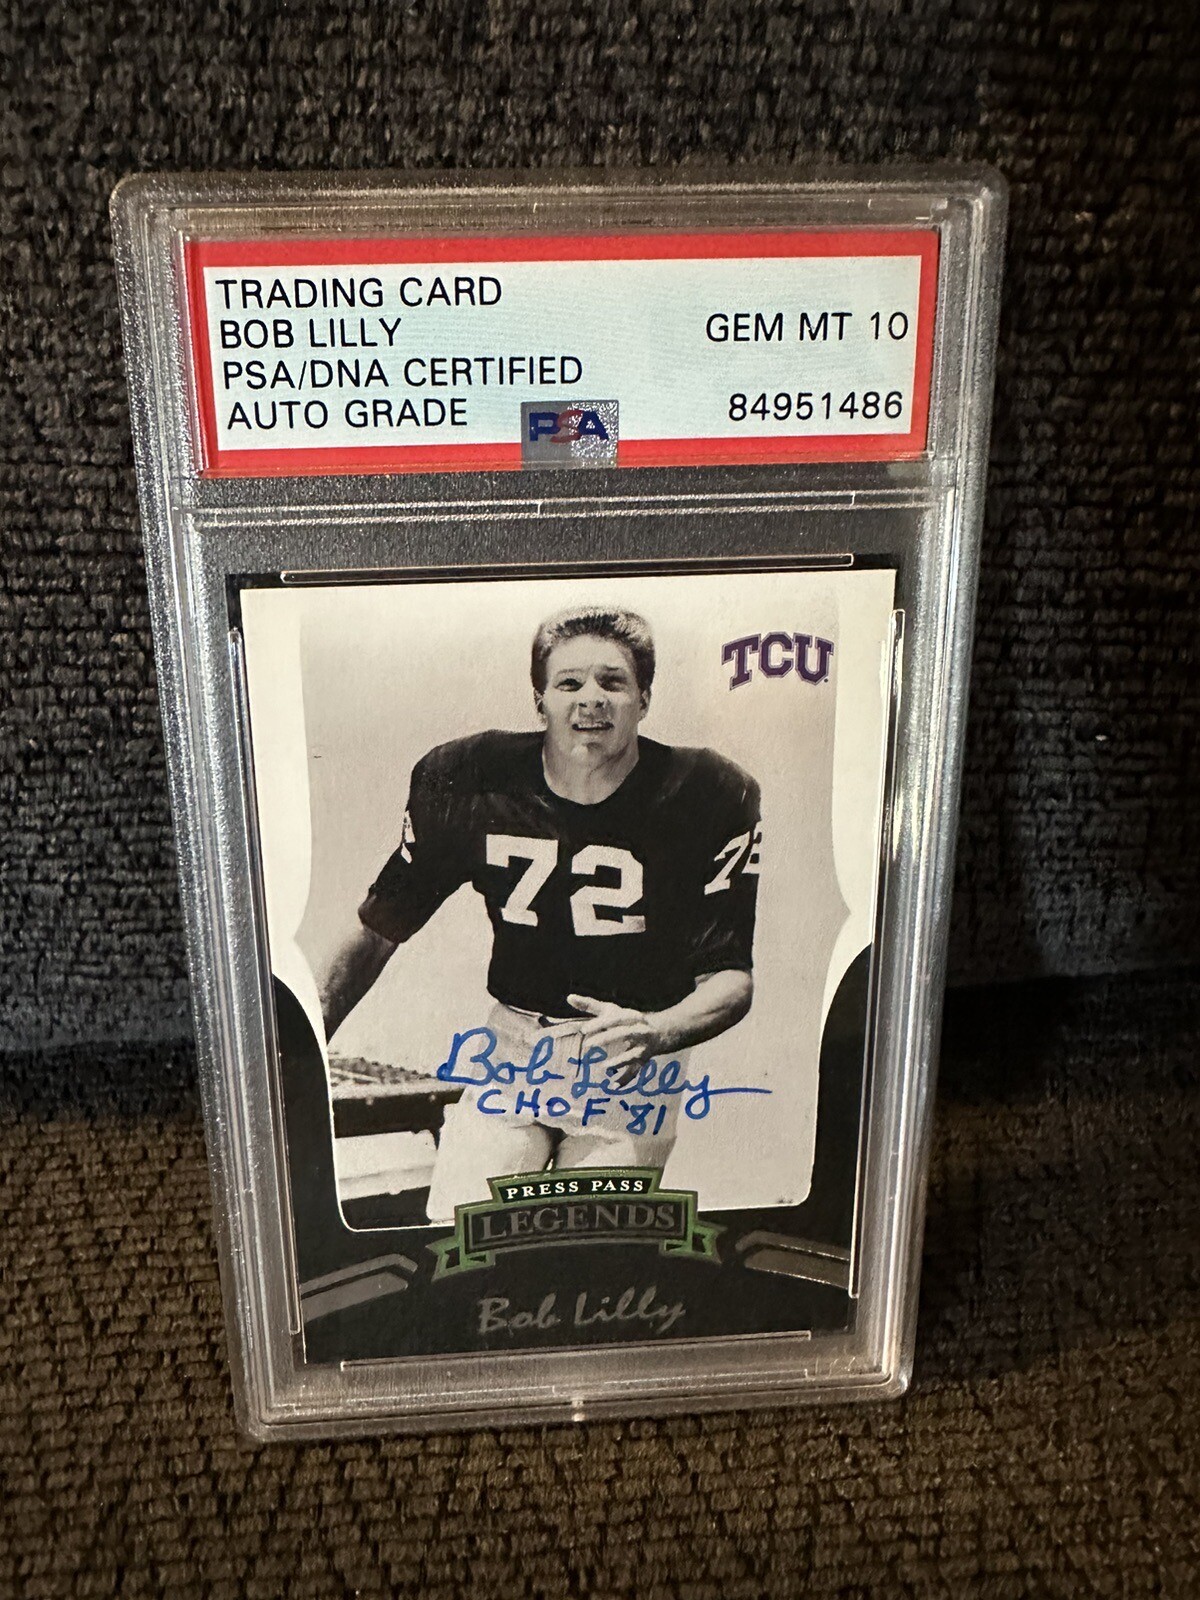 TRADING CARD
BOB LILLY
GEM MT 10
PSA/DNA CERTIFIED
AUTO GRADE
84951486
PSA
TCU
72
7
Bob Lilly
CHOF '81
PRESS PASS
LEGENDS
Bob Lilly